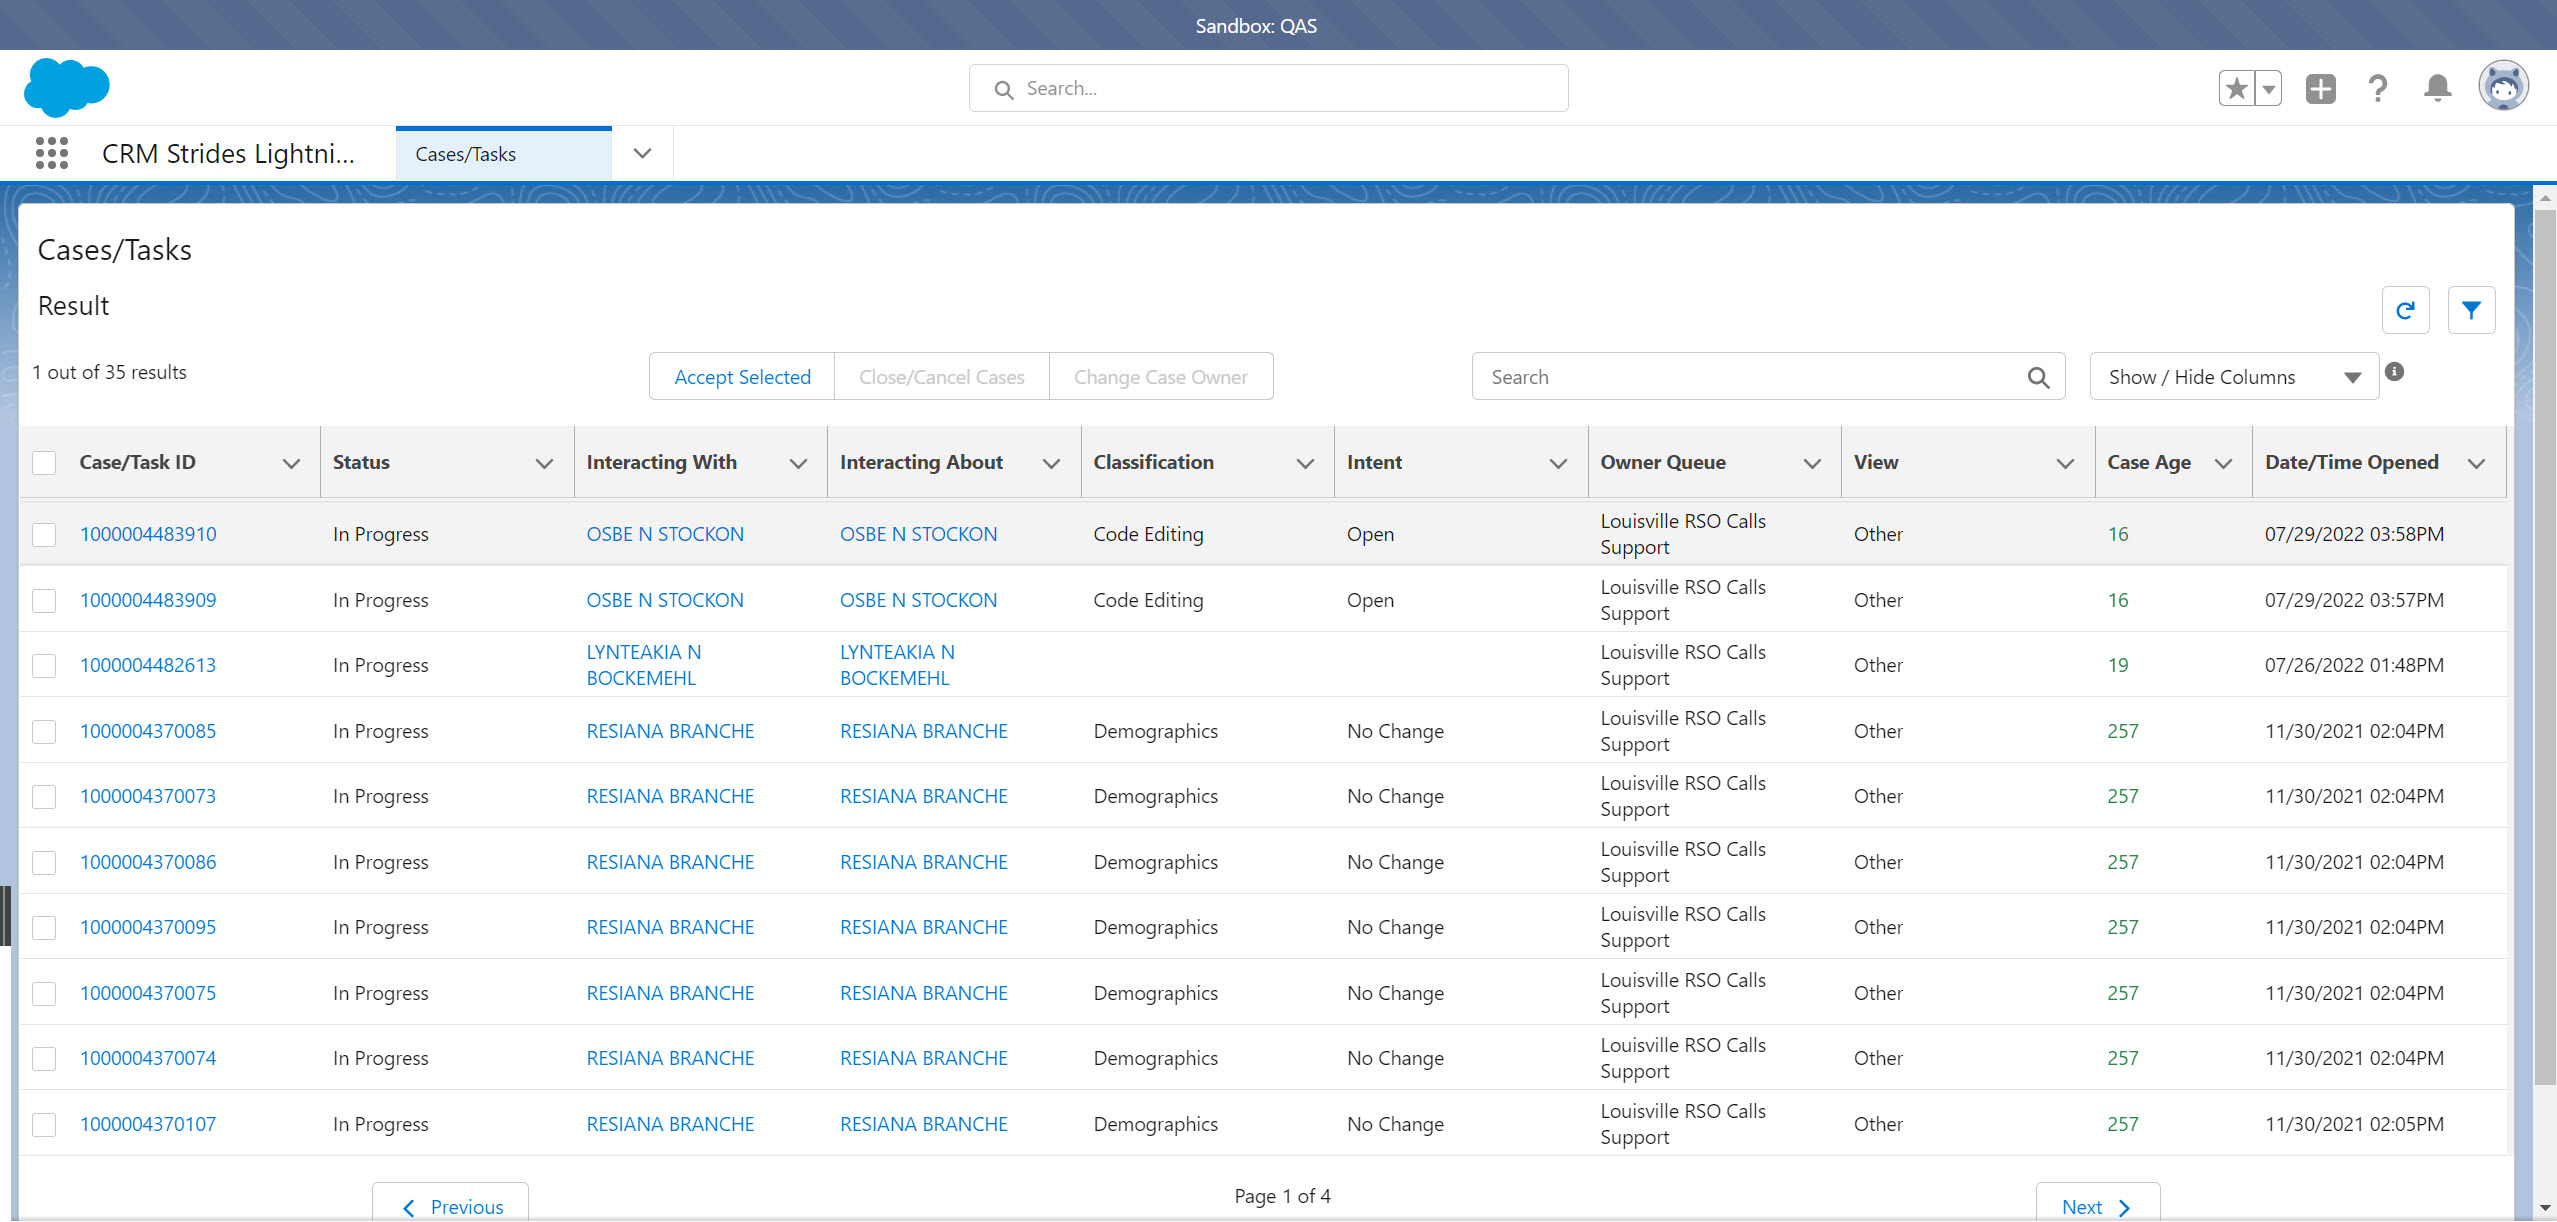 Sandbox: QAS
Search...
CRM Strides Lightni...
Cases/Tasks
Cases/Tasks
Result
1 out of 35 results
Accept Selected
Close/Cancel Cases
Change Case Owner
Search
Show / Hide Columns
Case/Task ID Status Interacting With Interacting About Classification Intent Owner Queue View Case Age Date/Time Opened
1000004483910 In Progress OSBE N STOCKON OSBE N STOCKON Code Editing Open Louisville RSO Calls Support Other 16 07/29/2022 03:58PM
1000004483909 In Progress OSBE N STOCKON OSBE N STOCKON Code Editing Open Louisville RSO Calls Support Other 16 07/29/2022 03:57PM
1000004482613 In Progress LYNTEAKIA N BOCKEMEHL LYNTEAKIA N BOCKEMEHL Louisville RSO Calls Support Other 19 07/26/2022 01:48PM
1000004370085 In Progress RESIANA BRANCHE RESIANA BRANCHE Demographics No Change Louisville RSO Calls Support Other 257 11/30/2021 02:04PM
1000004370073 In Progress RESIANA BRANCHE RESIANA BRANCHE Demographics No Change Louisville RSO Calls Support Other 257 11/30/2021 02:04PM
1000004370086 In Progress RESIANA BRANCHE RESIANA BRANCHE Demographics No Change Louisville RSO Calls Support Other 257 11/30/2021 02:04PM
1000004370095 In Progress RESIANA BRANCHE RESIANA BRANCHE Demographics No Change Louisville RSO Calls Support Other 257 11/30/2021 02:04PM
1000004370075 In Progress RESIANA BRANCHE RESIANA BRANCHE Demographics No Change Louisville RSO Calls Support Other 257 11/30/2021 02:04PM
1000004370074 In Progress RESIANA BRANCHE RESIANA BRANCHE Demographics No Change Louisville RSO Calls Support Other 257 11/30/2021 02:04PM
1000004370107 In Progress RESIANA BRANCHE RESIANA BRANCHE Demographics No Change Louisville RSO Calls Support Other 257 11/30/2021 02:05PM
Previous
Page 1 of 4
Next